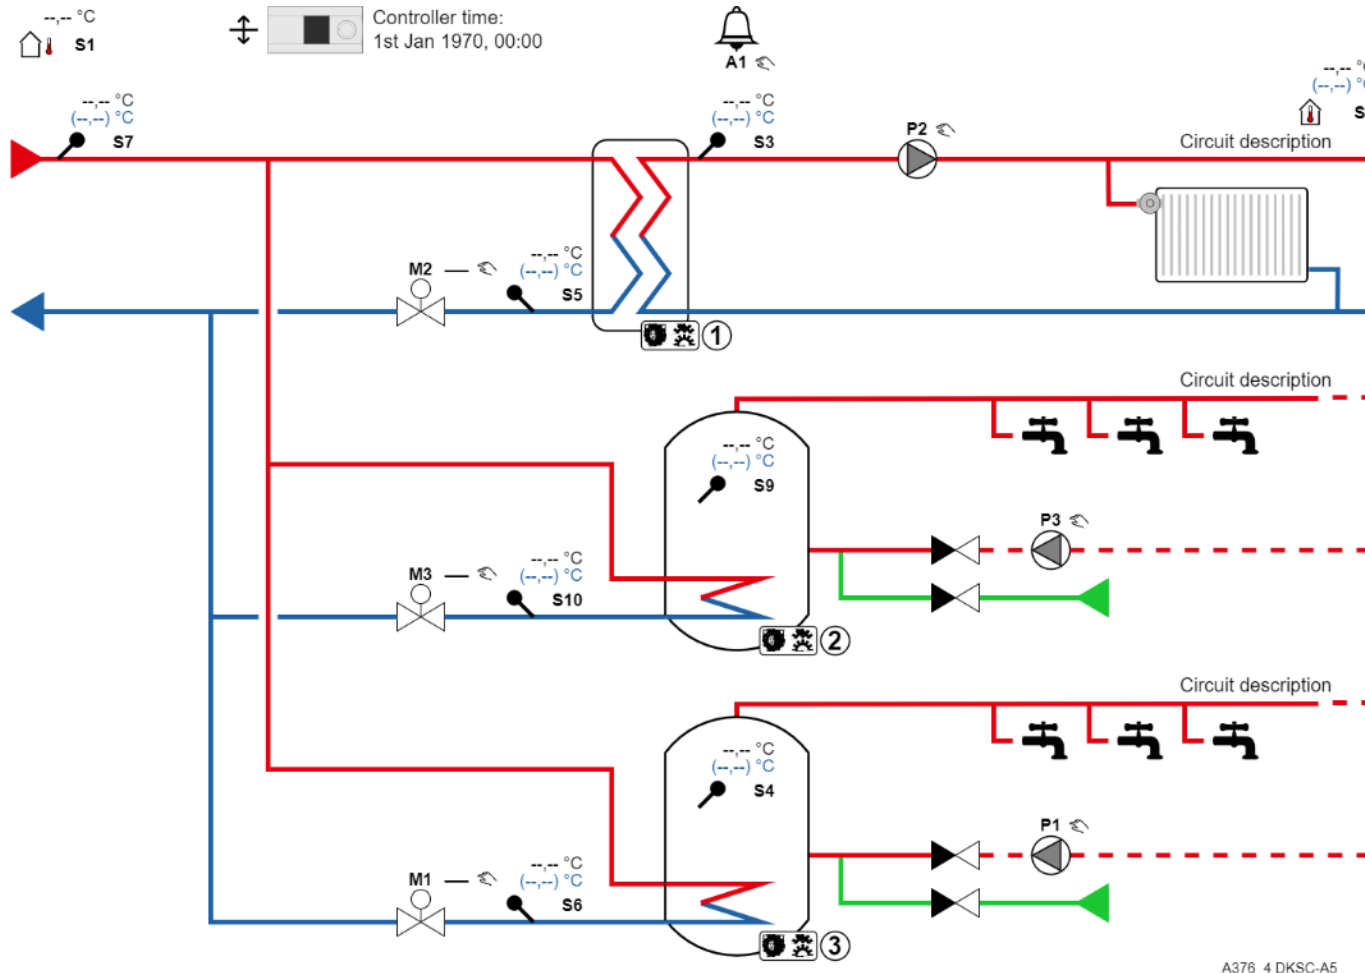 --,-- °C
S1
Controller time:
1st Jan 1970, 00:00
A1
--,-- °C
(--,--) °C
S7
--,-- °C
(--,--) °C
S3
P2
--,-- °C
(--,--) °C
S
Circuit description
M2
--,-- °C
(--,--) °C
S5
1
Circuit description
--,-- °C
(--,--) °C
S9
P3
M3
--,-- °C
(--,--) °C
S10
2
Circuit description
--,-- °C
(--,--) °C
S4
P1
M1
--,-- °C
(--,--) °C
S6
3
A376_4 DKSC-A5